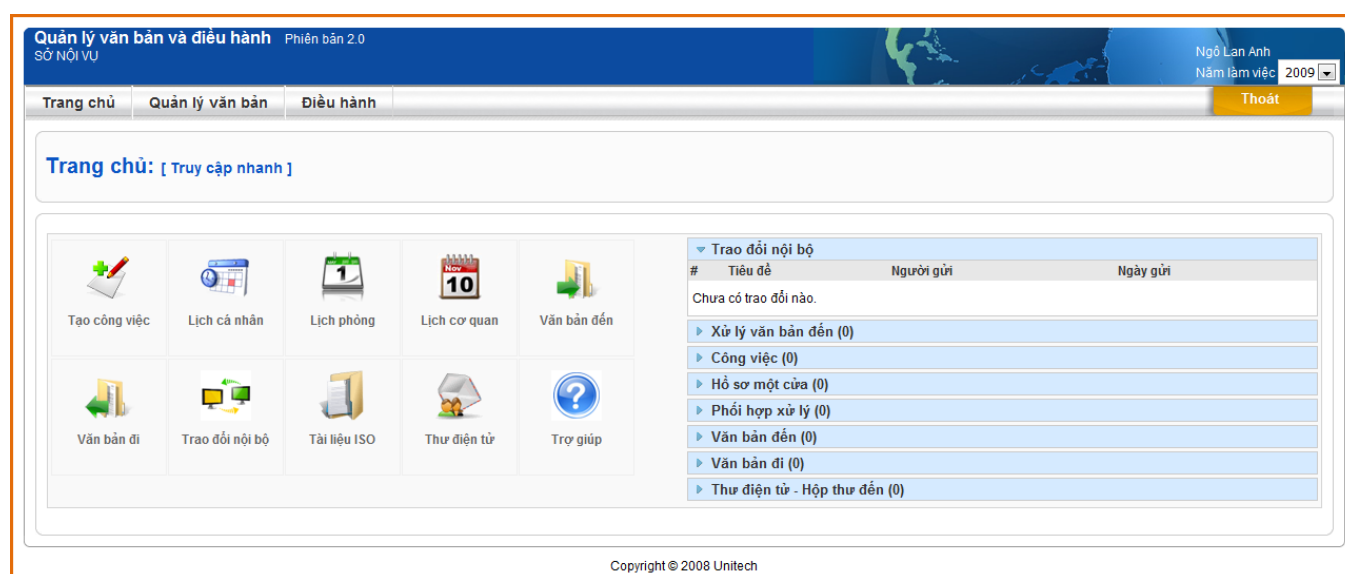 Quản lý văn bản và điều hành Phiên bản 2.0
SỞ NỘI VỤ
Ngô Lan Anh
Năm làm việc 2009
Trang chủ Quản lý văn bản Điều hành Thoát
Trang chủ: [ Truy cập nhanh ]
Tạo công việc Lịch cá nhân Lịch phòng Lịch cơ quan Văn bản đến
1
Nov
10
Văn bản đi Trao đổi nội bộ Tài liệu ISO Thư điện tử Trợ giúp
Trao đổi nội bộ
# Tiêu đề Người gửi Ngày gửi
Chưa có trao đổi nào.
Xử lý văn bản đến (0)
Công việc (0)
Hồ sơ một cửa (0)
Phối hợp xử lý (0)
Văn bản đến (0)
Văn bản đi (0)
Thư điện tử - Hộp thư đến (0)
Copyright © 2008 Unitech